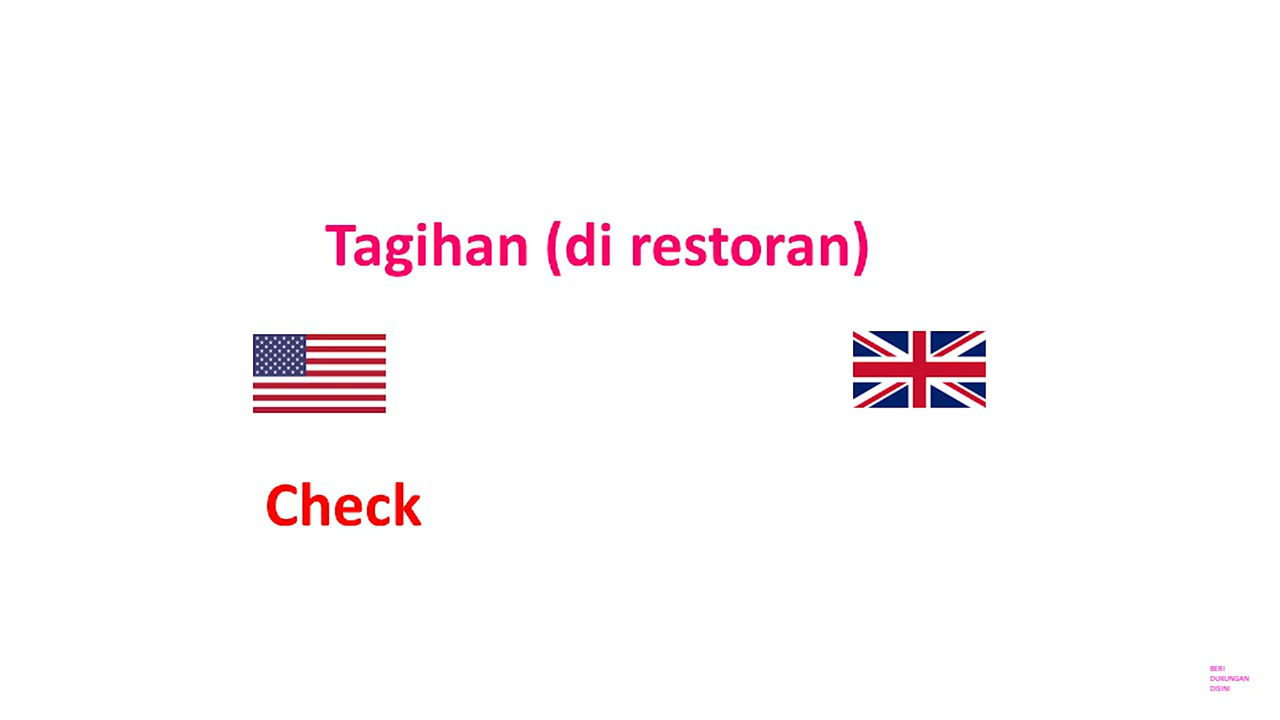 Tagihan (di restoran)
Check
BERI
DUKUNGAN
DISINI